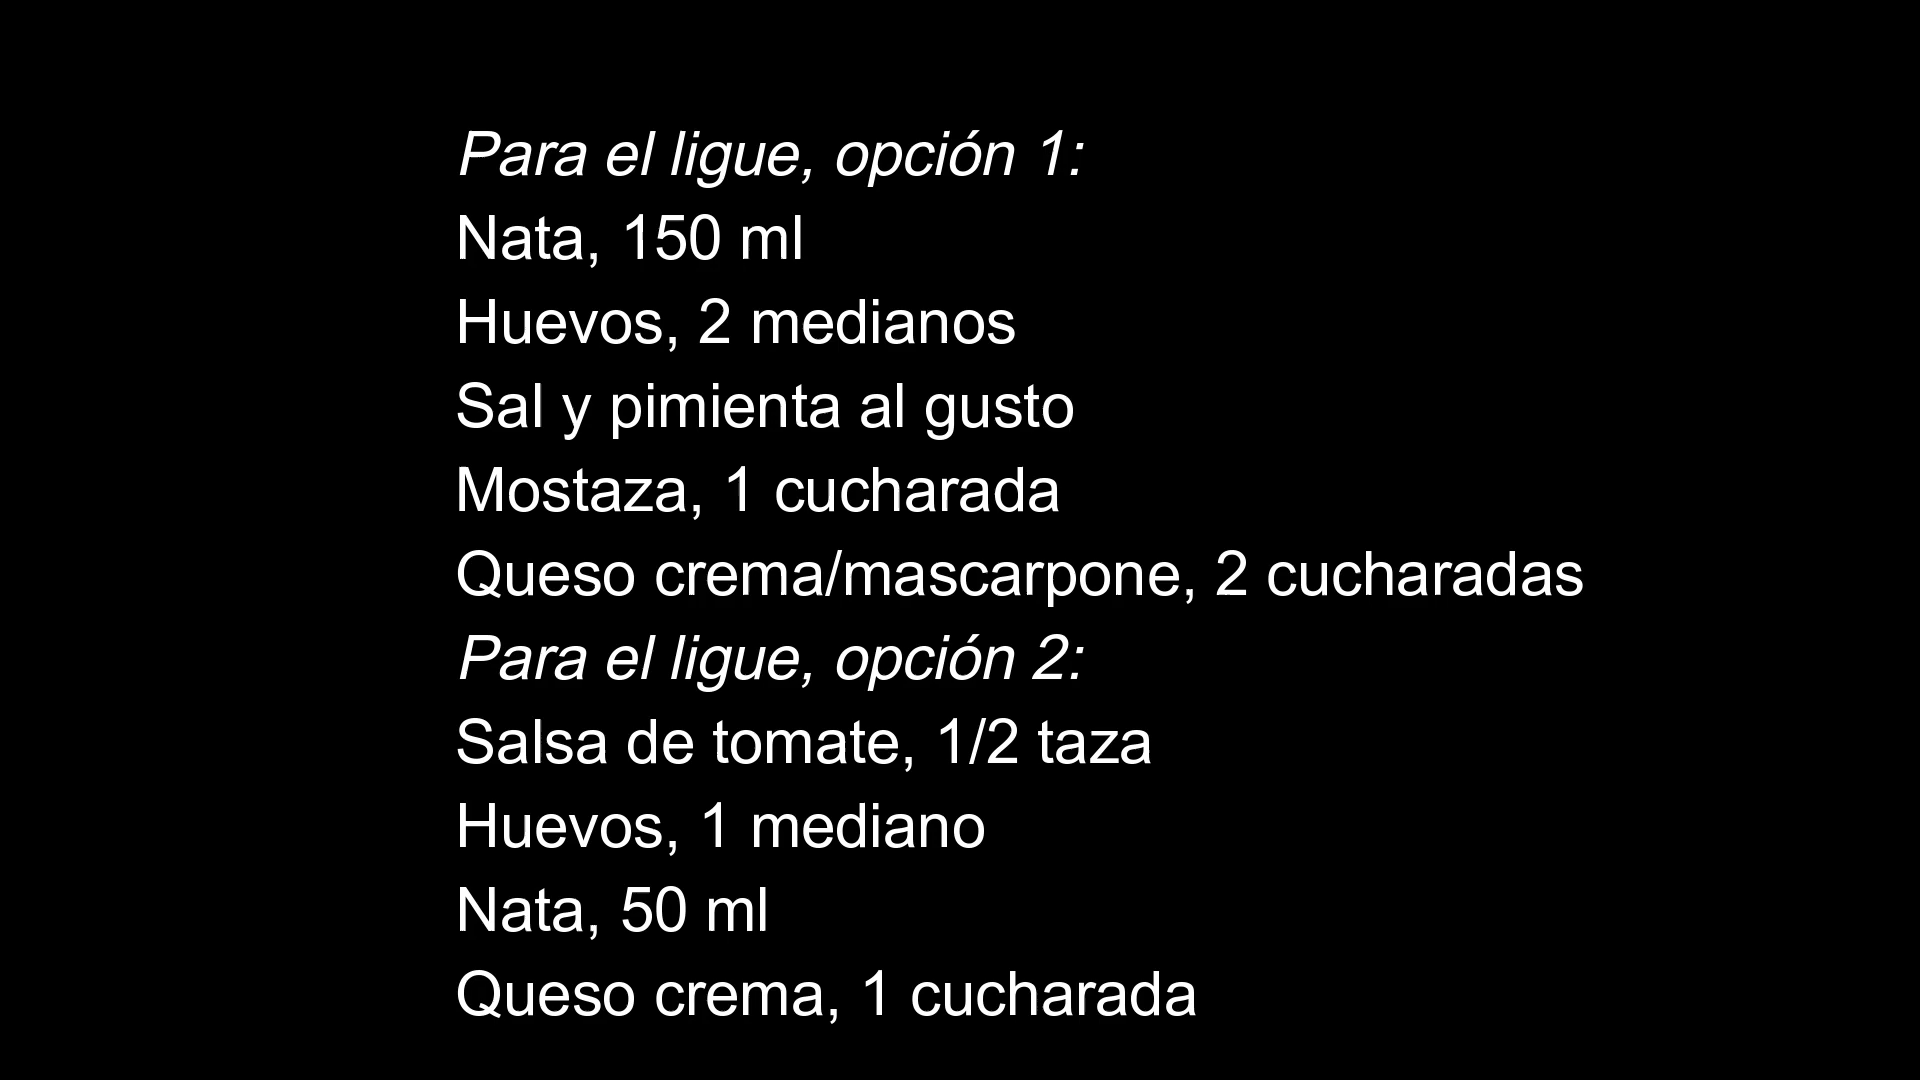 Para el ligue, opción 1:
Nata, 150 ml
Huevos, 2 medianos
Sal y pimienta al gusto
Mostaza, 1 cucharada
Queso crema/mascarpone, 2 cucharadas
Para el ligue, opción 2:
Salsa de tomate, 1/2 taza
Huevos, 1 mediano
Nata, 50 ml
Queso crema, 1 cucharada